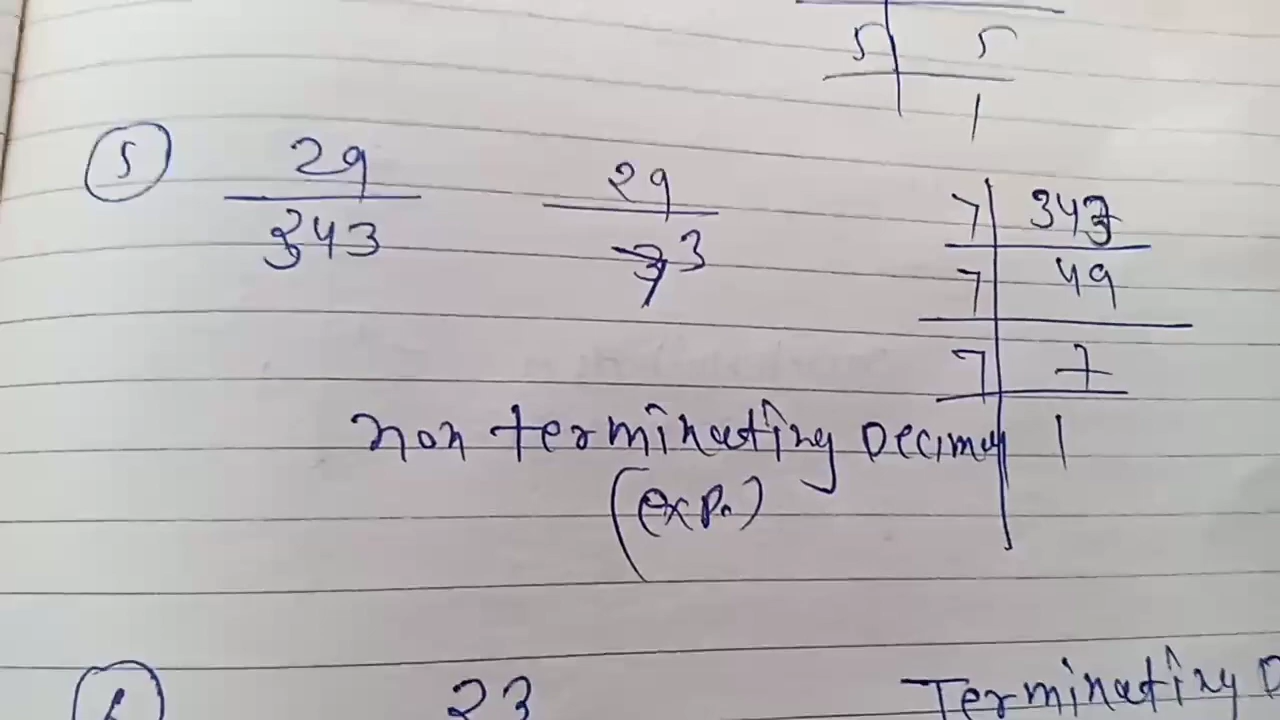 5 5
1
5 29/343 29/7³ 7 343
7 49
7 7
1
non terminating Decimal
(exp.)
6 23 Terminating D